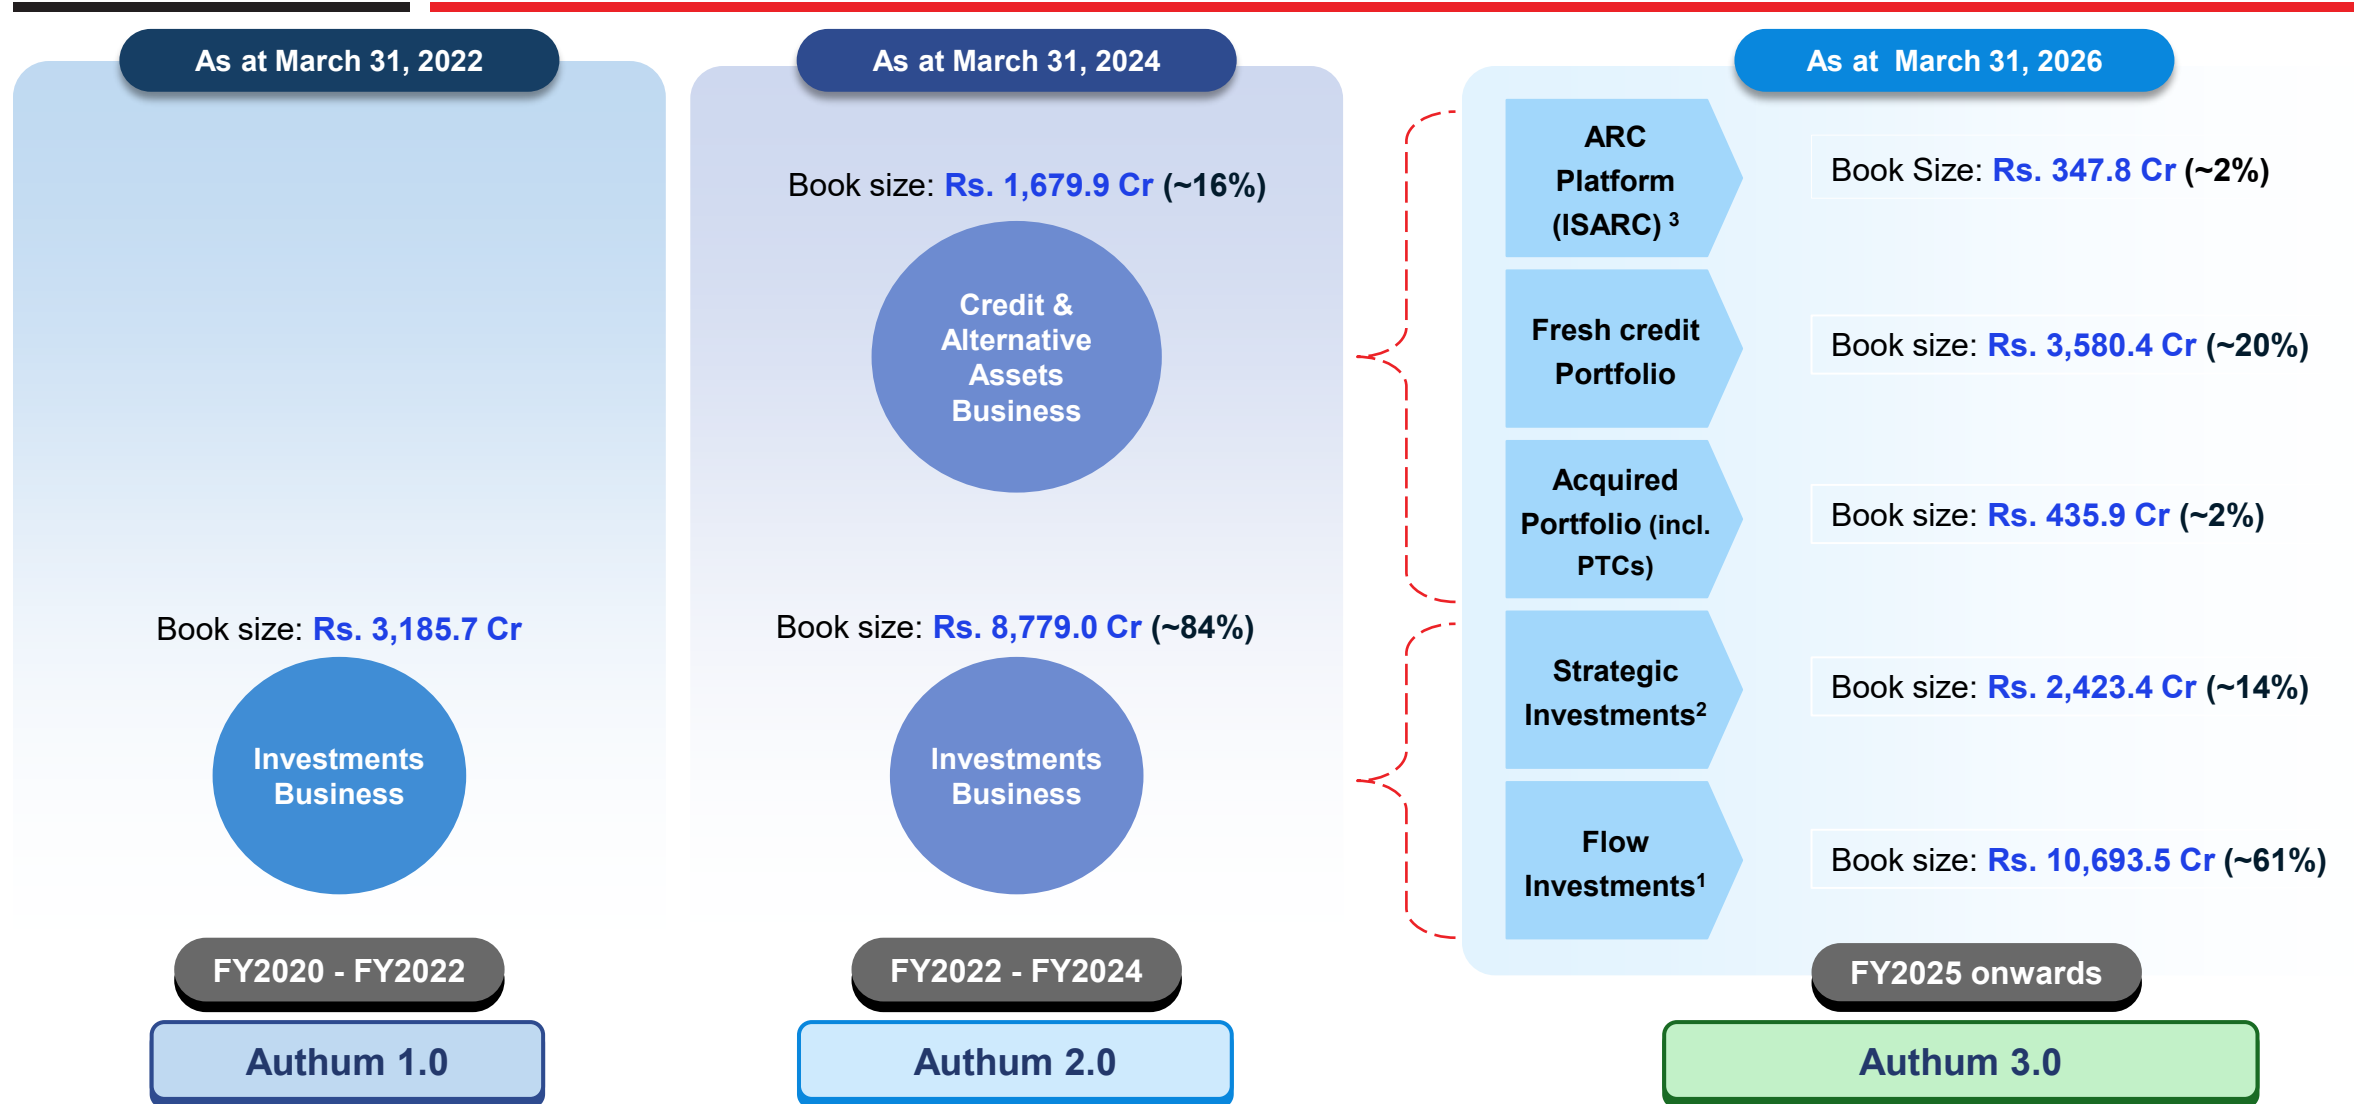 As at March 31, 2022
Book size: Rs. 3,185.7 Cr
Investments
Business
FY2020 - FY2022
Authum 1.0
As at March 31, 2024
Book size: Rs. 1,679.9 Cr (~16%)
Credit &
Alternative
Assets
Business
Book size: Rs. 8,779.0 Cr (~84%)
Investments
Business
FY2022 - FY2024
Authum 2.0
As at March 31, 2026
ARC
Platform
(ISARC) 3
Book Size: Rs. 347.8 Cr (~2%)
Fresh credit
Portfolio
Book size: Rs. 3,580.4 Cr (~20%)
Acquired
Portfolio (incl.
PTCs)
Book size: Rs. 435.9 Cr (~2%)
Strategic
Investments2
Book size: Rs. 2,423.4 Cr (~14%)
Flow
Investments1
Book size: Rs. 10,693.5 Cr (~61%)
FY2025 onwards
Authum 3.0